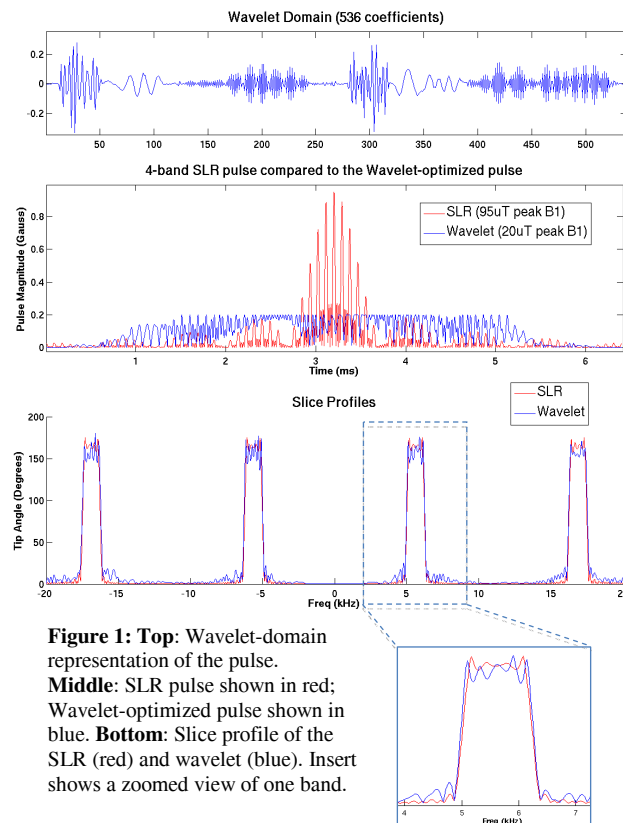 Wavelet Domain (536 coefficients)
0.2
0
-0.2
50 100 150 200 250 300 350 400 450 500
4-band SLR pulse compared to the Wavelet-optimized pulse
Pulse Magnitude (Gauss)
0.8
0.6
0.4
0.2
0
SLR (95uT peak B1)
Wavelet (20uT peak B1)
0 1 2 3 4 5 6
Time (ms)
Slice Profiles
SLR
Wavelet
Tip Angle (Degrees)
200
150
100
50
0
-20 -15 -10 -5 0 5 10 15 20
Freq (kHz)
Figure 1: Top: Wavelet-domain
representation of the pulse.
Middle: SLR pulse shown in red;
Wavelet-optimized pulse shown in
blue. Bottom: Slice profile of the
SLR (red) and wavelet (blue). Insert
shows a zoomed view of one band.
4 5 6 7
Freq (kHz)